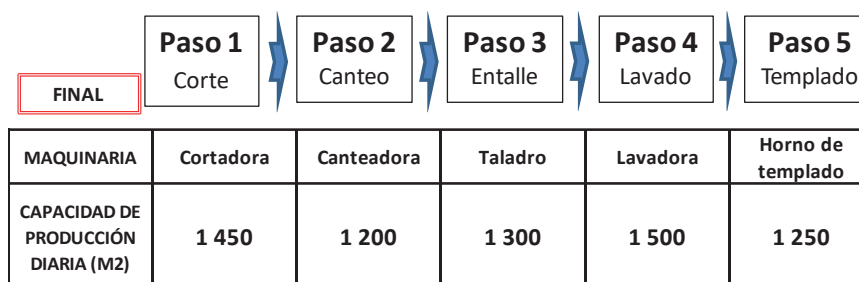 Paso 1
Corte
Paso 2
Canteo
Paso 3
Entalle
Paso 4
Lavado
Paso 5
Templado
FINAL
MAQUINARIA
Cortadora
Canteadora
Taladro
Lavadora
Horno de
templado
CAPACIDAD DE
PRODUCCIÓN
DIARIA (M2)
1 450
1 200
1 300
1 500
1 250